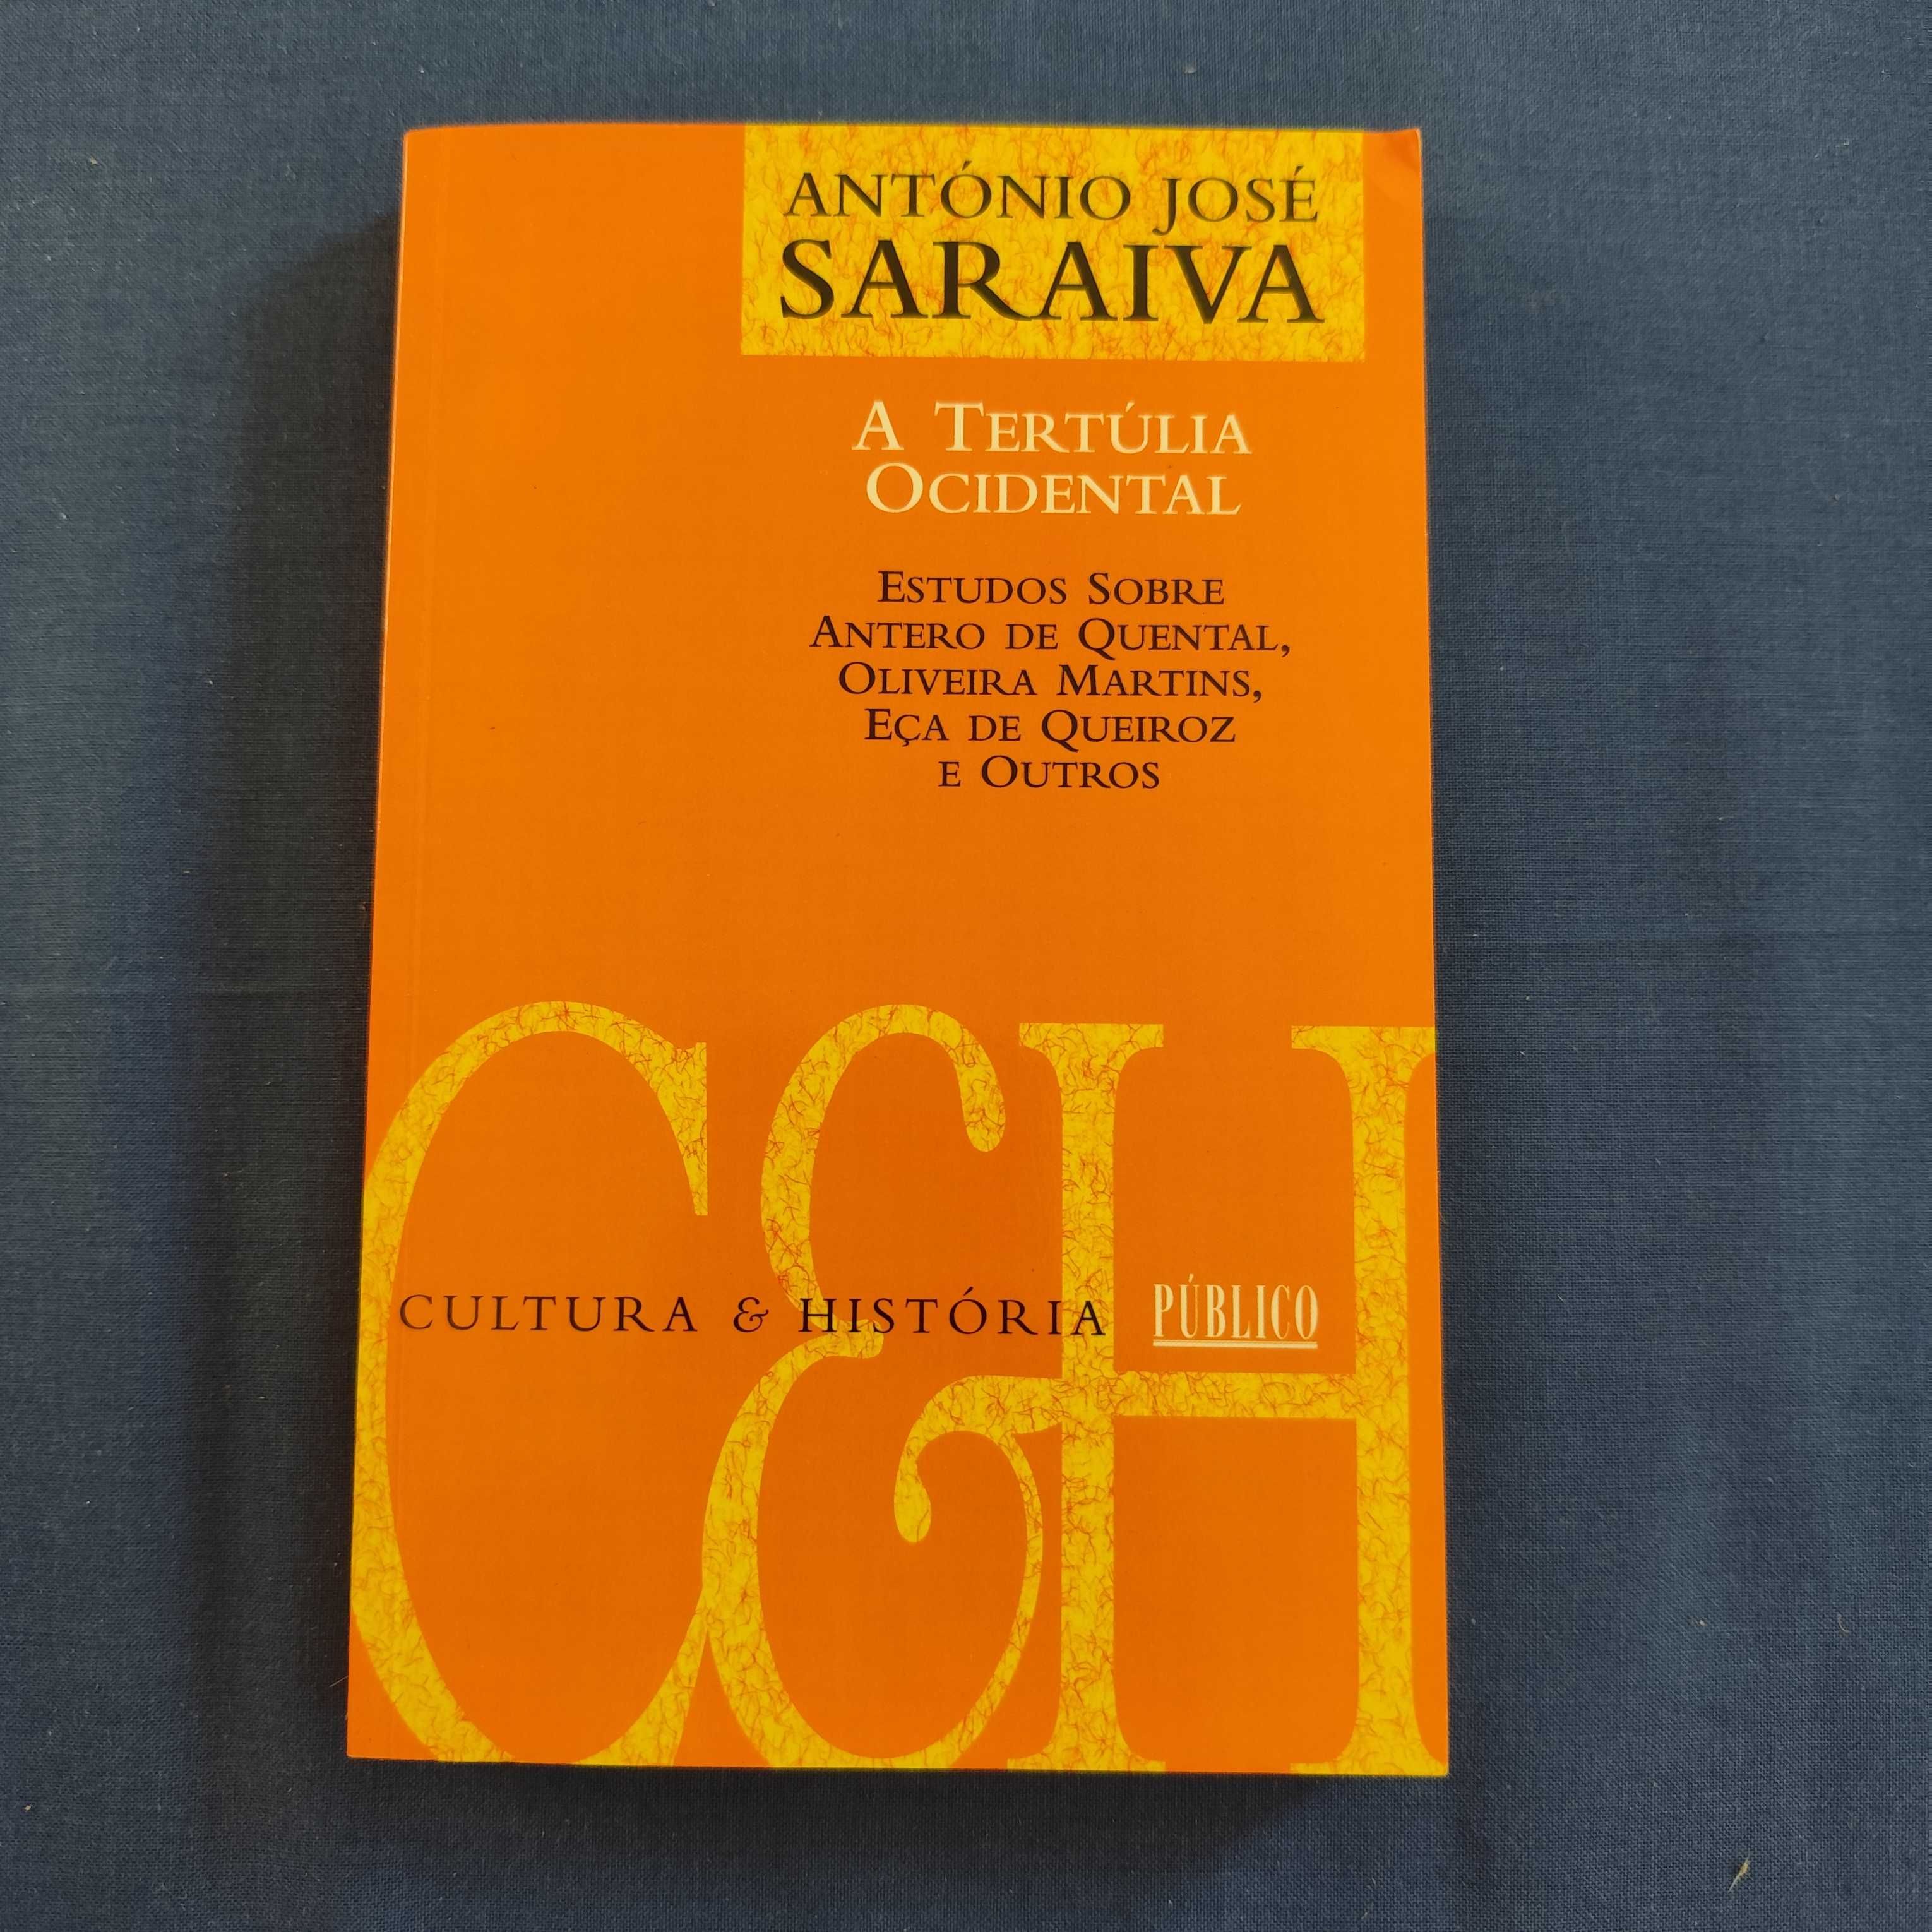 ANTÓNIO JOSÉ
SARAIVA
A TERTÚLIA
OCIDENTAL
ESTUDOS SOBRE
ANTERO DE QUENTAL,
OLIVEIRA MARTINS,
EÇA DE QUEIROZ
E OUTROS
C&H
CULTURA & HISTÓRIA PÚBLICO